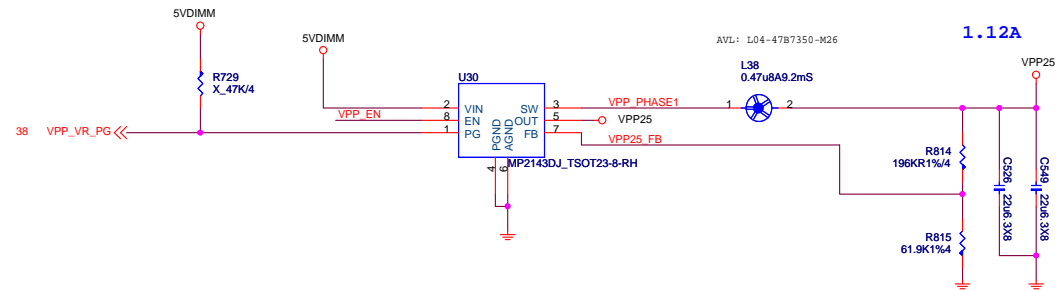 5VDIMM
5VDIMM
AVL: L04-47B7350-M26
1.12A
R729
X_47K/4
U30
L38
0.47u8A9.2mS
VPP25
2 VIN SW 3 VPP_PHASE1 1 2
VPP_EN 8 EN OUT 5 VPP25
38 VPP_VR_PG 1 PG FB 7 VPP25_FB
PGND
AGND
4 6
MP2143DJ_TSOT23-8-RH
R814
196KR1%/4
C526 22u6.3X8
C549 22u6.3X8
R815
61.9K1%4